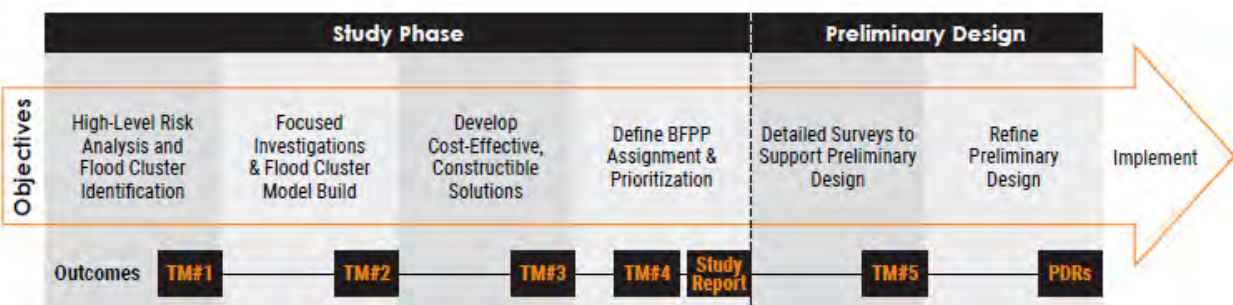 Study Phase
Preliminary Design
Objectives
High-Level Risk
Analysis and
Flood Cluster
Identification
Focused
Investigations
& Flood Cluster
Model Build
Develop
Cost-Effective,
Constructible
Solutions
Define BFPP
Assignment &
Prioritization
Detailed Surveys to
Support Preliminary
Design
Refine
Preliminary
Design
Implement
Outcomes
TM#1
TM#2
TM#3
TM#4
Study
Report
TM#5
PDRs